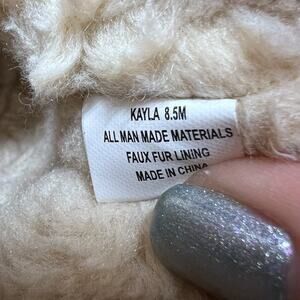 KAYLA 8.5M
ALL MAN MADE MATERIALS
FAUX FUR LINING
MADE IN CHINA